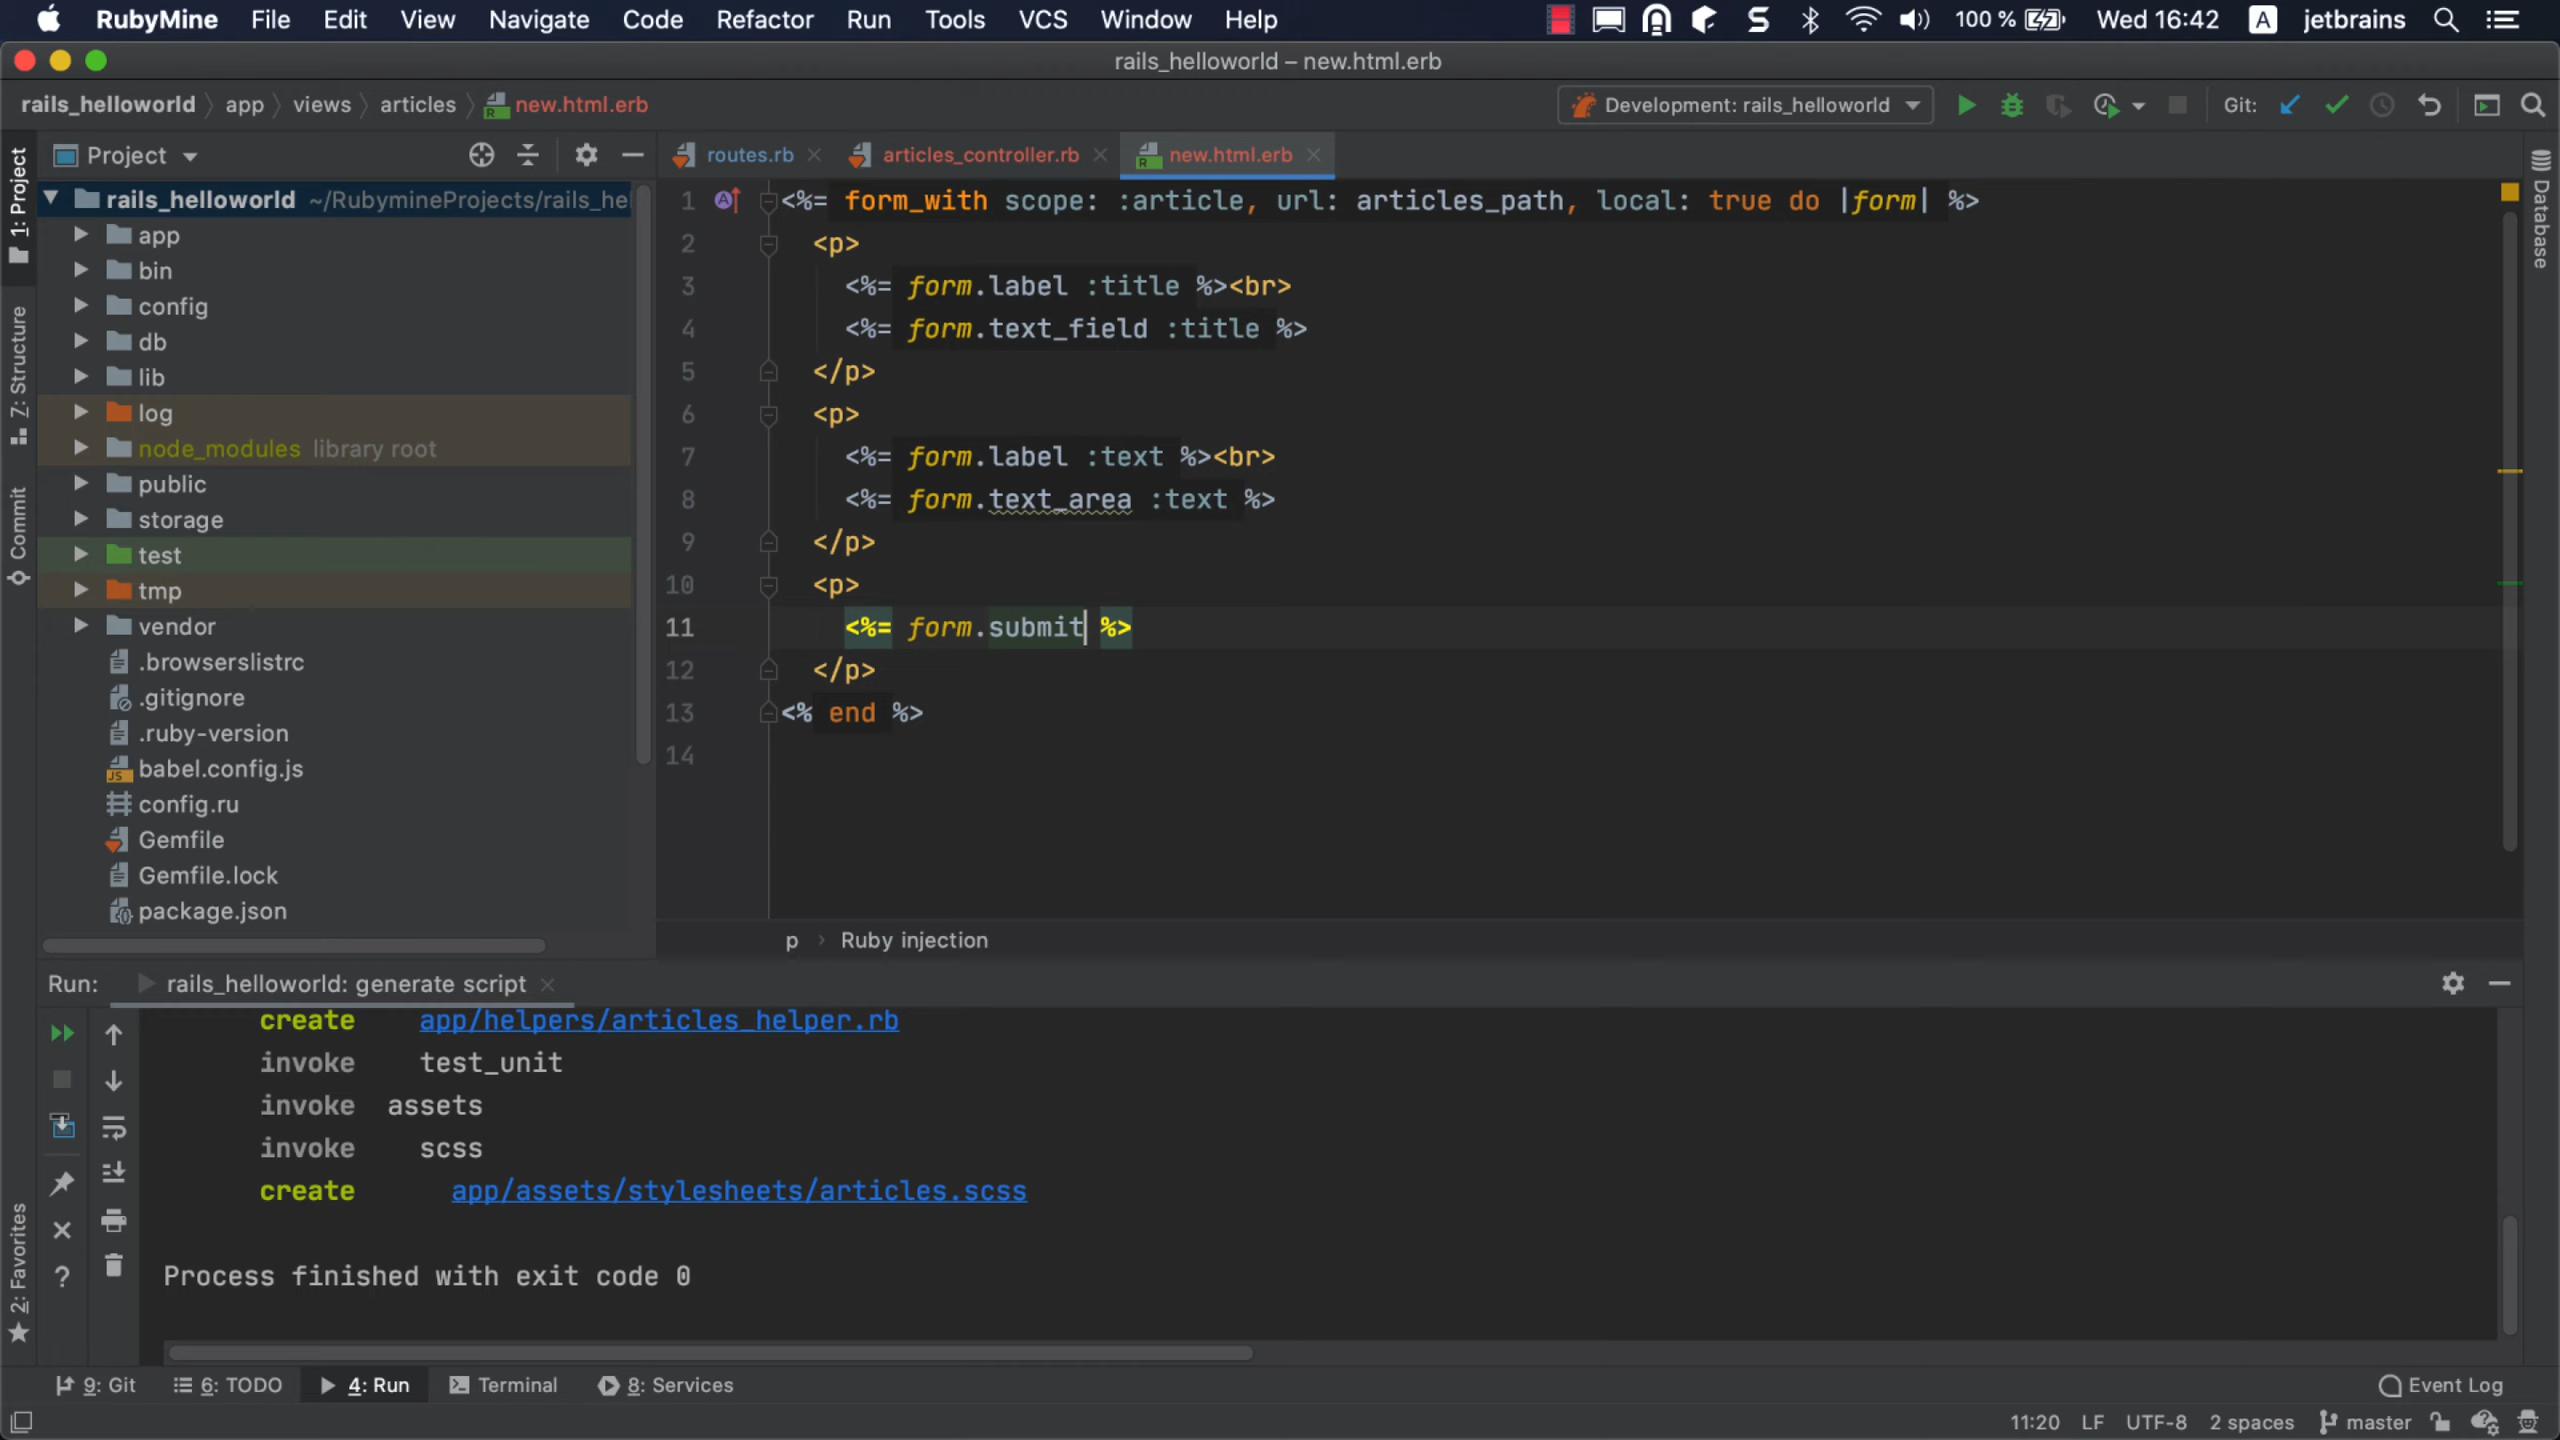 RubyMine File Edit View Navigate Code Refactor Run Tools VCS Window Help 100 % Wed 16:42 A jetbrains
rails_helloworld – new.html.erb
rails_helloworld app views articles new.html.erb Development: rails_helloworld Git:
1: Project
Z: Structure
Commit
2: Favorites
Project
rails_helloworld ~/RubymineProjects/rails_he
app
bin
config
db
lib
log
node_modules library root
public
storage
test
tmp
vendor
.browserslistrc
.gitignore
.ruby-version
babel.config.js
config.ru
Gemfile
Gemfile.lock
package.json
routes.rb articles_controller.rb new.html.erb
1 <%= form_with scope: :article, url: articles_path, local: true do |form| %>
2 <p>
3 <%= form.label :title %><br>
4 <%= form.text_field :title %>
5 </p>
6 <p>
7 <%= form.label :text %><br>
8 <%= form.text_area :text %>
9 </p>
10 <p>
11 <%= form.submit %>
12 </p>
13 <% end %>
14
p › Ruby injection
Database
Run: rails_helloworld: generate script
create app/helpers/articles_helper.rb
invoke test_unit
invoke assets
invoke scss
create app/assets/stylesheets/articles.scss
Process finished with exit code 0
9: Git 6: TODO 4: Run Terminal 8: Services Event Log
11:20 LF UTF-8 2 spaces master